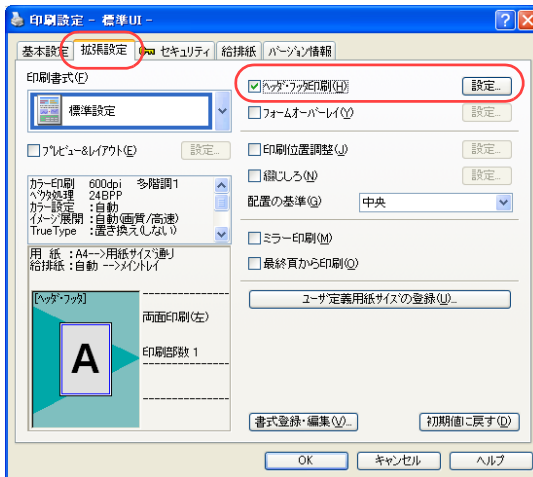 印刷設定 - 標準UI -
基本設定 拡張設定 セキュリティ 給排紙 バージョン情報
印刷書式(F)
標準設定
プレビュー&レイアウト(E) 設定...
カラー印刷 600dpi 多階調1
ベクタ処理 24BPP
カラー設定 :自動
イメージ展開 :自動(画質/高速)
TrueType :置き換え(しない)
用 紙 :A4-->用紙サイズ通り
給排紙 :自動 -->メイントレイ
[ヘッダ・フッタ]
両面印刷(左)
A
印刷部数 1
ヘッダ・フッタ印刷(H) 設定...
フォームオーバーレイ(Y) 設定...
印刷位置調整(J) 設定...
綴じしろ(N) 設定...
配置の基準(G) 中央
ミラー印刷(M)
最終頁から印刷(O)
ユーザ定義用紙サイズの登録(U)...
書式登録・編集(V)... 初期値に戻す(D)
OK キャンセル ヘルプ